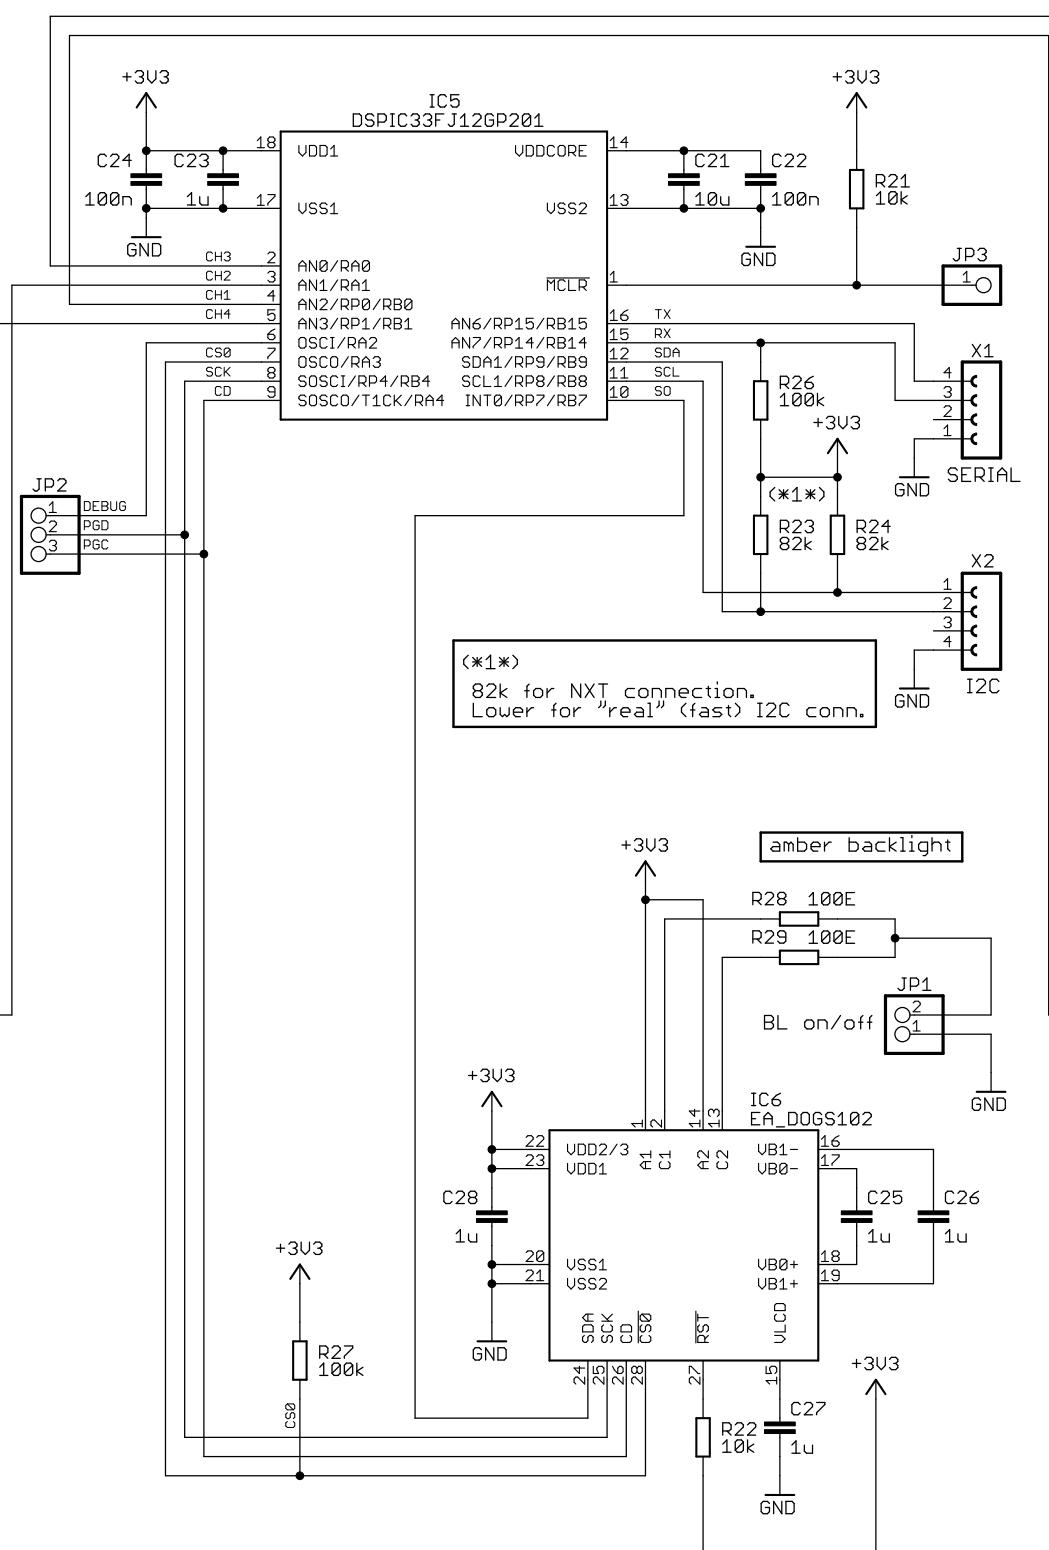 +3V3
+3V3
IC5
DSPIC33FJ12GP201
18
VDD1
VDDCORE
14
C24
C23
C21
C22
100n
1u
10u
100n
R21
10k
17
VSS1
VSS2
13
GND
GND
JP3
1
CH3
2
AN0/RA0
CH2
3
AN1/RA1
MCLR
1
CH1
4
AN2/RP0/RB0
CH4
5
AN3/RP1/RB1
AN6/RP15/RB15
16
TX
6
OSCI/RA2
AN7/RP14/RB14
15
RX
CS0
7
OSCO/RA3
SDA1/RP9/RB9
12
SDA
SCK
8
SOSCI/RP4/RB4
SCL1/RP8/RB8
11
SCL
CD
9
SOSCO/T1CK/RA4
INT0/RP7/RB7
10
SO
X1
4
3
2
1
SERIAL
GND
R26
100k
+3V3
(*1*)
R23
82k
R24
82k
JP2
1
DEBUG
2
PGD
3
PGC
X2
1
2
3
4
I2C
GND
(*1*)
82k for NXT connection.
Lower for "real" (fast) I2C conn.
+3V3
amber backlight
R28 100E
R29 100E
JP1
2
1
BL on/off
GND
+3V3
IC6
EA_DOGS102
1
2
14
13
A1
C1
A2
C2
22
VDD2/3
23
VDD1
VB1-
16
VB0-
17
C28
1u
C25
1u
C26
1u
20
VSS1
21
VSS2
VB0+
18
VB1+
19
GND
SDA
SCK
CD
CS0
RST
VLCD
24
25
26
28
27
15
+3V3
R27
100k
CS0
+3V3
R22
10k
C27
1u
GND